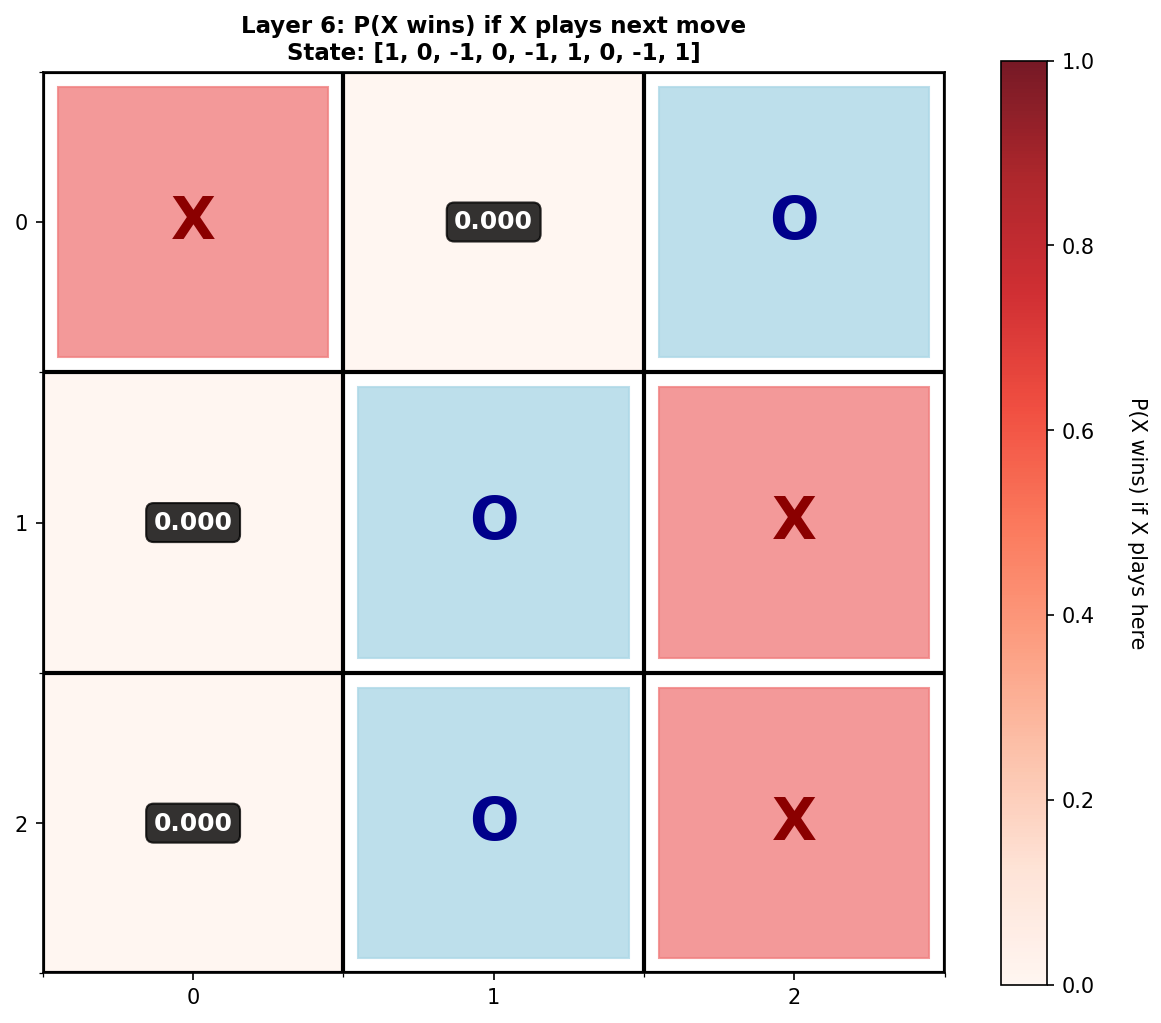 Layer 6: P(X wins) if X plays next move
State: [1, 0, -1, 0, -1, 1, 0, -1, 1]
X
0.000
O
0.000
O
X
0.000
O
X
0
1
2
0
1
2
1.0
0.8
0.6
0.4
0.2
0.0
P(X wins) if X plays here